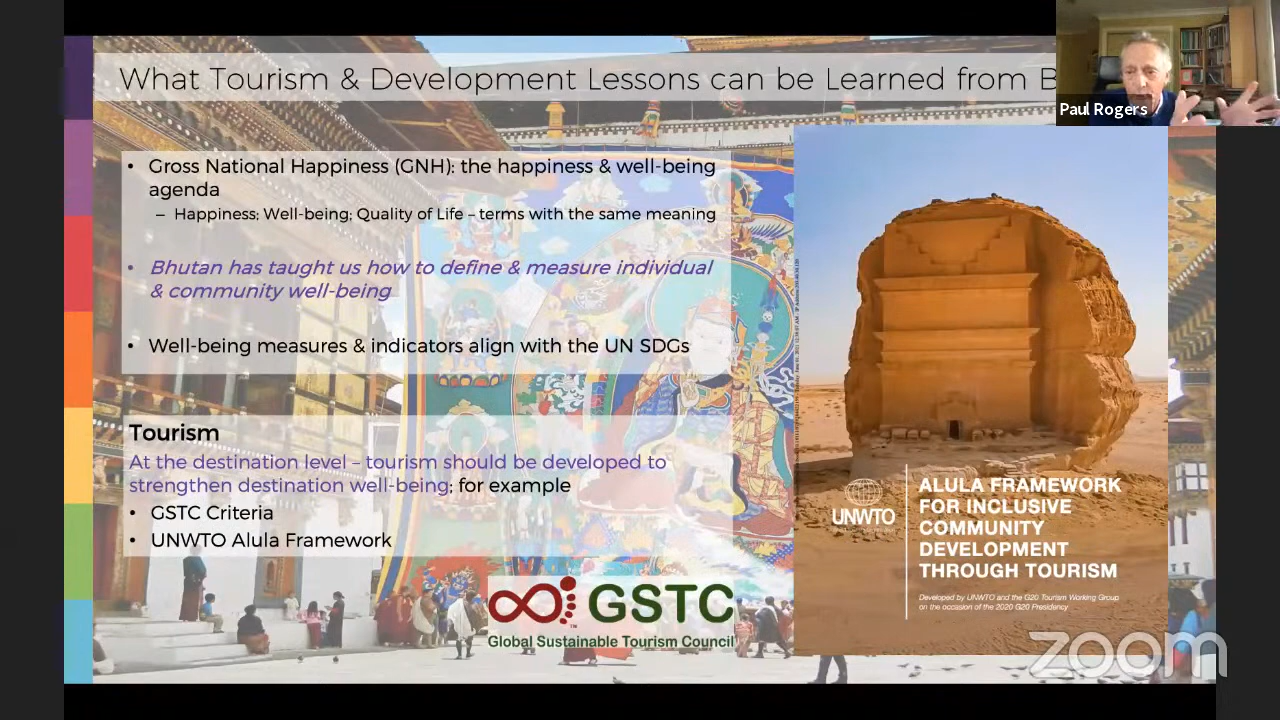 What Tourism & Development Lessons can be Learned from B
Paul Rogers
• Gross National Happiness (GNH): the happiness & well-being
agenda
– Happiness; Well-being; Quality of Life – terms with the same meaning
• Bhutan has taught us how to define & measure individual
& community well-being
• Well-being measures & indicators align with the UN SDGs
Tourism
At the destination level – tourism should be developed to
strengthen destination well-being; for example
• GSTC Criteria
• UNWTO Alula Framework
GSTC
TM
Global Sustainable Tourism Council
UNWTO
ALULA FRAMEWORK
FOR INCLUSIVE
COMMUNITY
DEVELOPMENT
THROUGH TOURISM
Developed by UNWTO and the G20 Tourism Working Group
on the occasion of the 2020 G20 Presidency
zoom